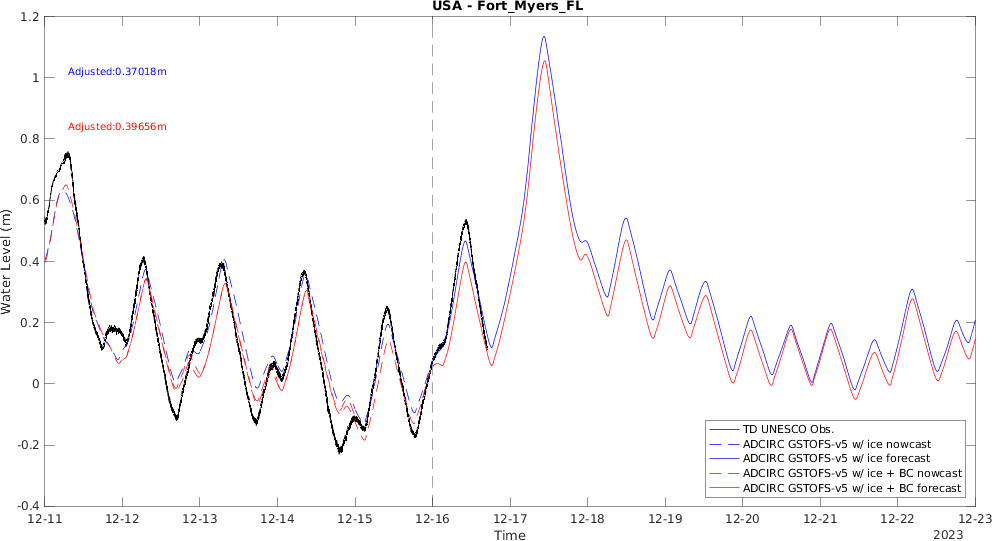 USA - Fort_Myers_FL
1.2
1
0.8
0.6
0.4
0.2
0
-0.2
-0.4
Water Level (m)
Adjusted:0.37018m
Adjusted:0.39656m
TD UNESCO Obs.
ADCIRC GSTOFS-v5 w/ ice nowcast
ADCIRC GSTOFS-v5 w/ ice forecast
ADCIRC GSTOFS-v5 w/ ice + BC nowcast
ADCIRC GSTOFS-v5 w/ ice + BC forecast
12-11 12-12 12-13 12-14 12-15 12-16 12-17 12-18 12-19 12-20 12-21 12-22 12-23
Time
2023